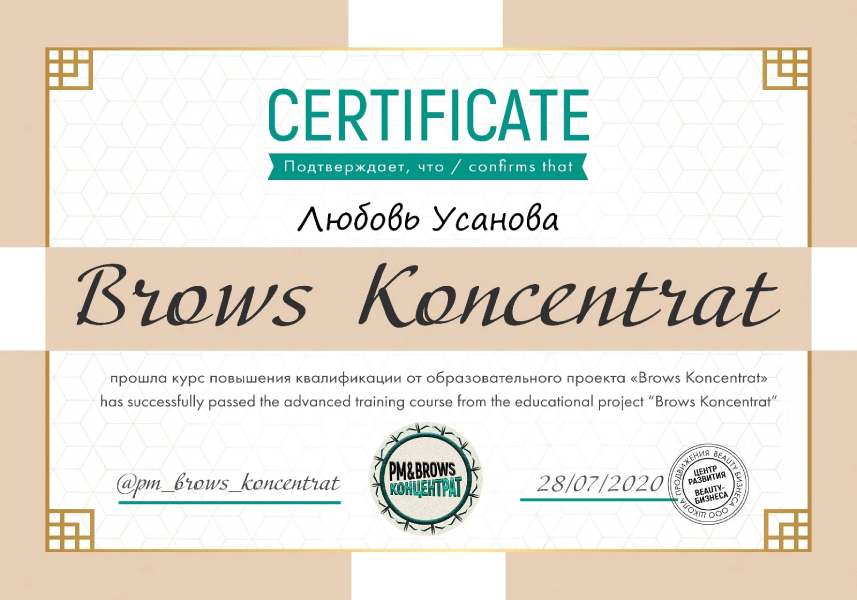 CERTIFICATE
Подтверждает, что / confirms that
Любовь Усанова
Brows Koncentrat
прошла курс повышения квалификации от образовательного проекта «Brows Koncentrat»
has successfully passed the advanced training course from the educational project “Brows Koncentrat”
@pm_brows_koncentrat
PM&BROWS
КОНЦЕНТРАТ
28/07/2020
ООО ШКОЛА ПРОДВИЖЕНИЯ BEAUTY БИЗНЕСА
ЦЕНТР
РАЗВИТИЯ
BEAUTY-
БИЗНЕСА